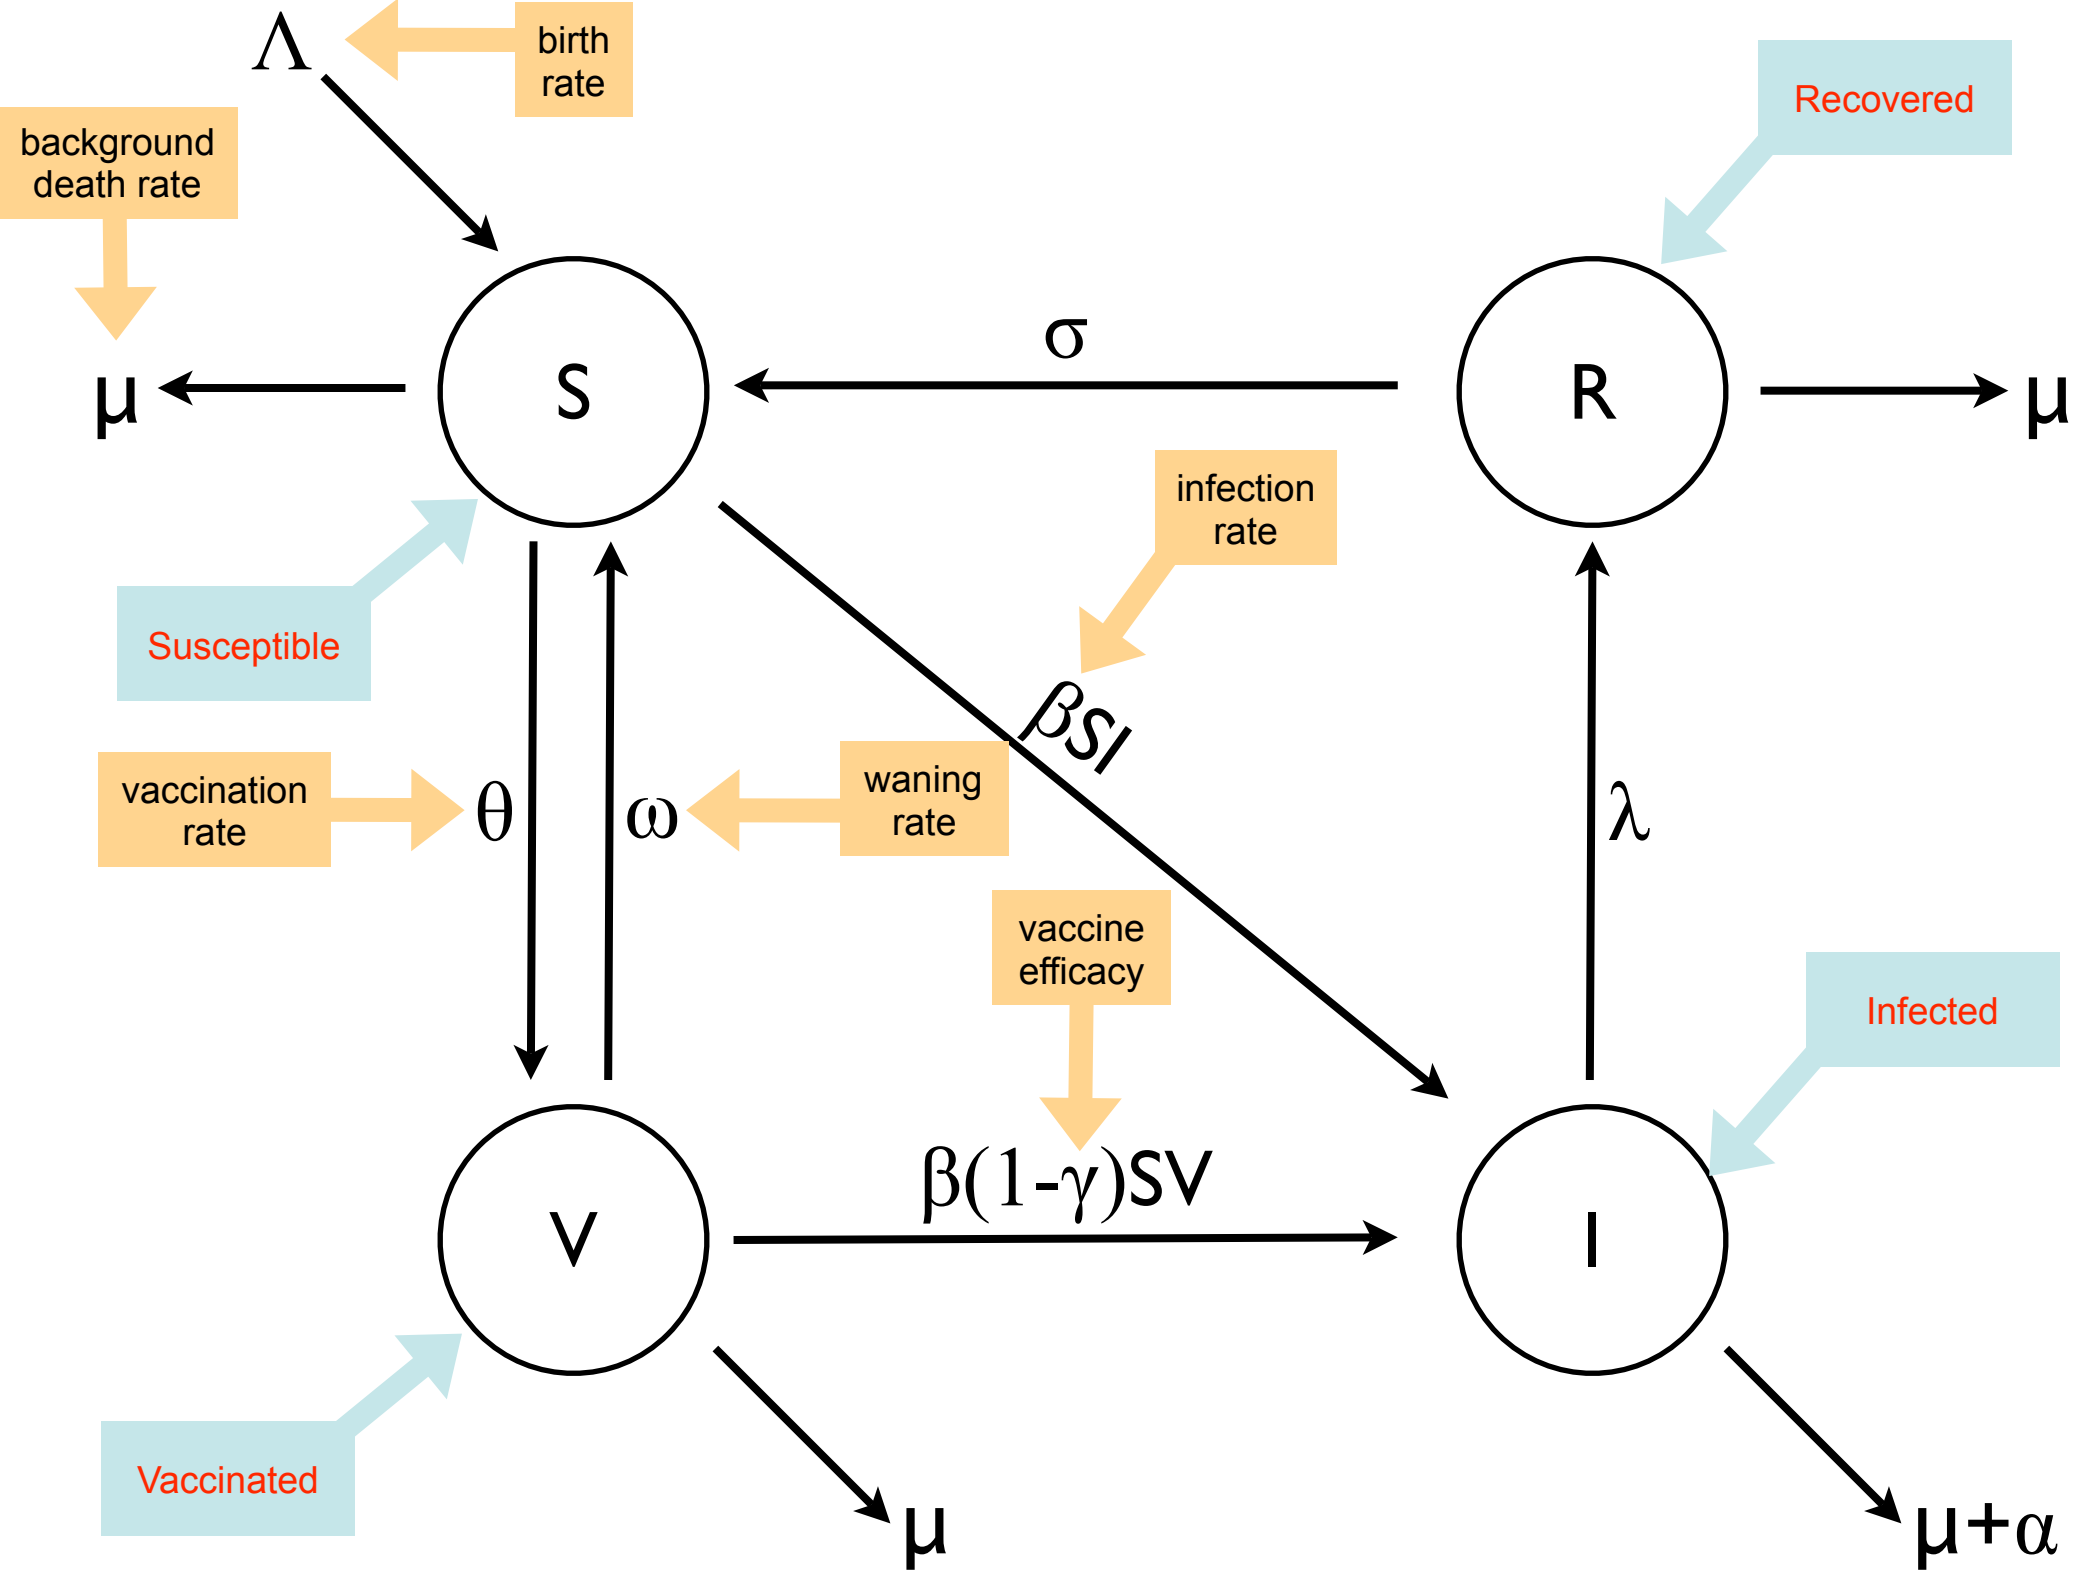 Λ
birth
rate
background
death rate
Recovered
μ
S
σ
R
μ
infection
rate
Susceptible
βSI
vaccination
rate
θ
ω
waning
rate
λ
vaccine
efficacy
Infected
β(1-γ)SV
V
I
Vaccinated
μ
μ+α